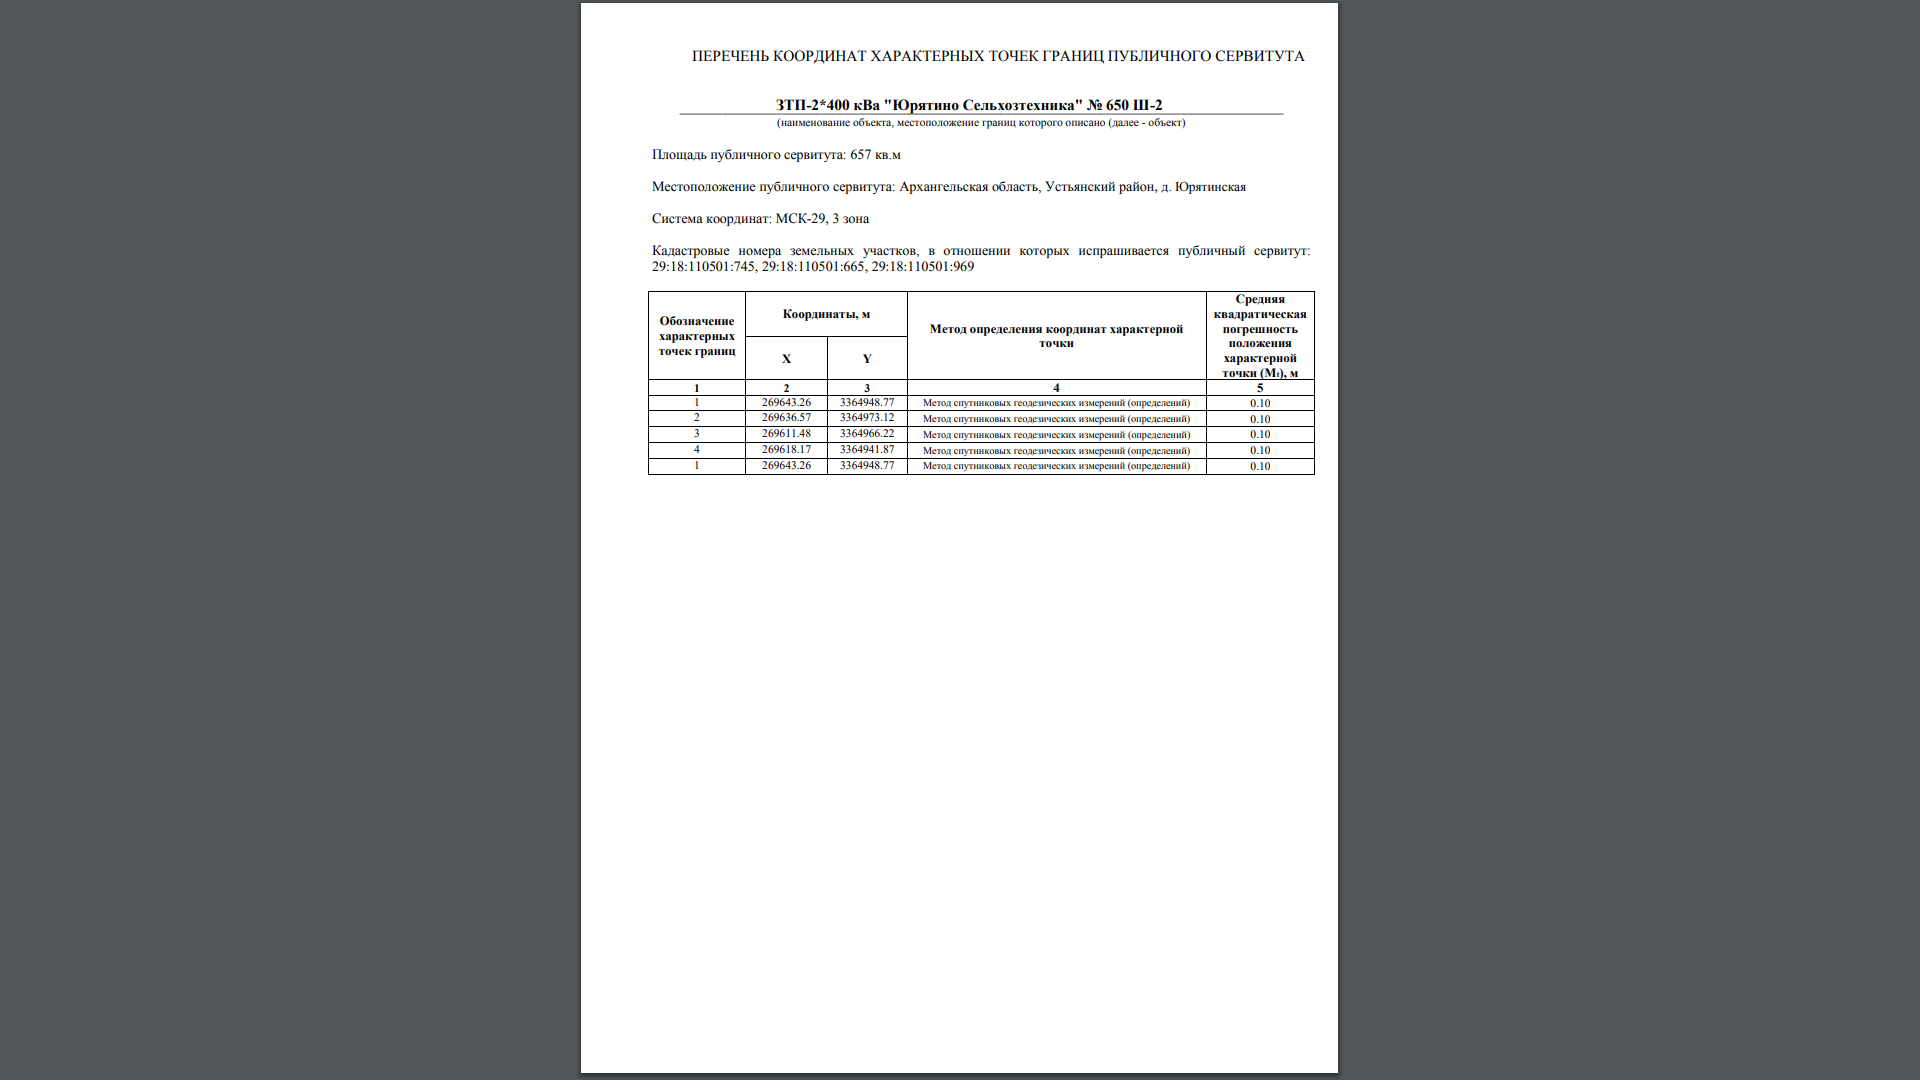 ПЕРЕЧЕНЬ КООРДИНАТ ХАРАКТЕРНЫХ ТОЧЕК ГРАНИЦ ПУБЛИЧНОГО СЕРВИТУТА
ЗТП-2*400 кВа "Юрятино Сельхозтехника" № 650 Ш-2
(наименование объекта, местоположение границ которого описано (далее - объект)
Площадь публичного сервитута: 657 кв.м
Местоположение публичного сервитута: Архангельская область, Устьянский район, д. Юрятинская
Система координат: МСК-29, 3 зона
Кадастровые номера земельных участков, в отношении которых испрашивается публичный сервитут:
29:18:110501:745, 29:18:110501:665, 29:18:110501:969
Обозначение
характерных
точек границ
Координаты, м
X
Y
Метод определения координат характерной
точки
Средняя
квадратическая
погрешность
положения
характерной
точки (Mt), м
1 2 3 4 5
1 269643.26 3364948.77 Метод спутниковых геодезических измерений (определений) 0.10
2 269636.57 3364973.12 Метод спутниковых геодезических измерений (определений) 0.10
3 269611.48 3364966.22 Метод спутниковых геодезических измерений (определений) 0.10
4 269618.17 3364941.87 Метод спутниковых геодезических измерений (определений) 0.10
1 269643.26 3364948.77 Метод спутниковых геодезических измерений (определений) 0.10